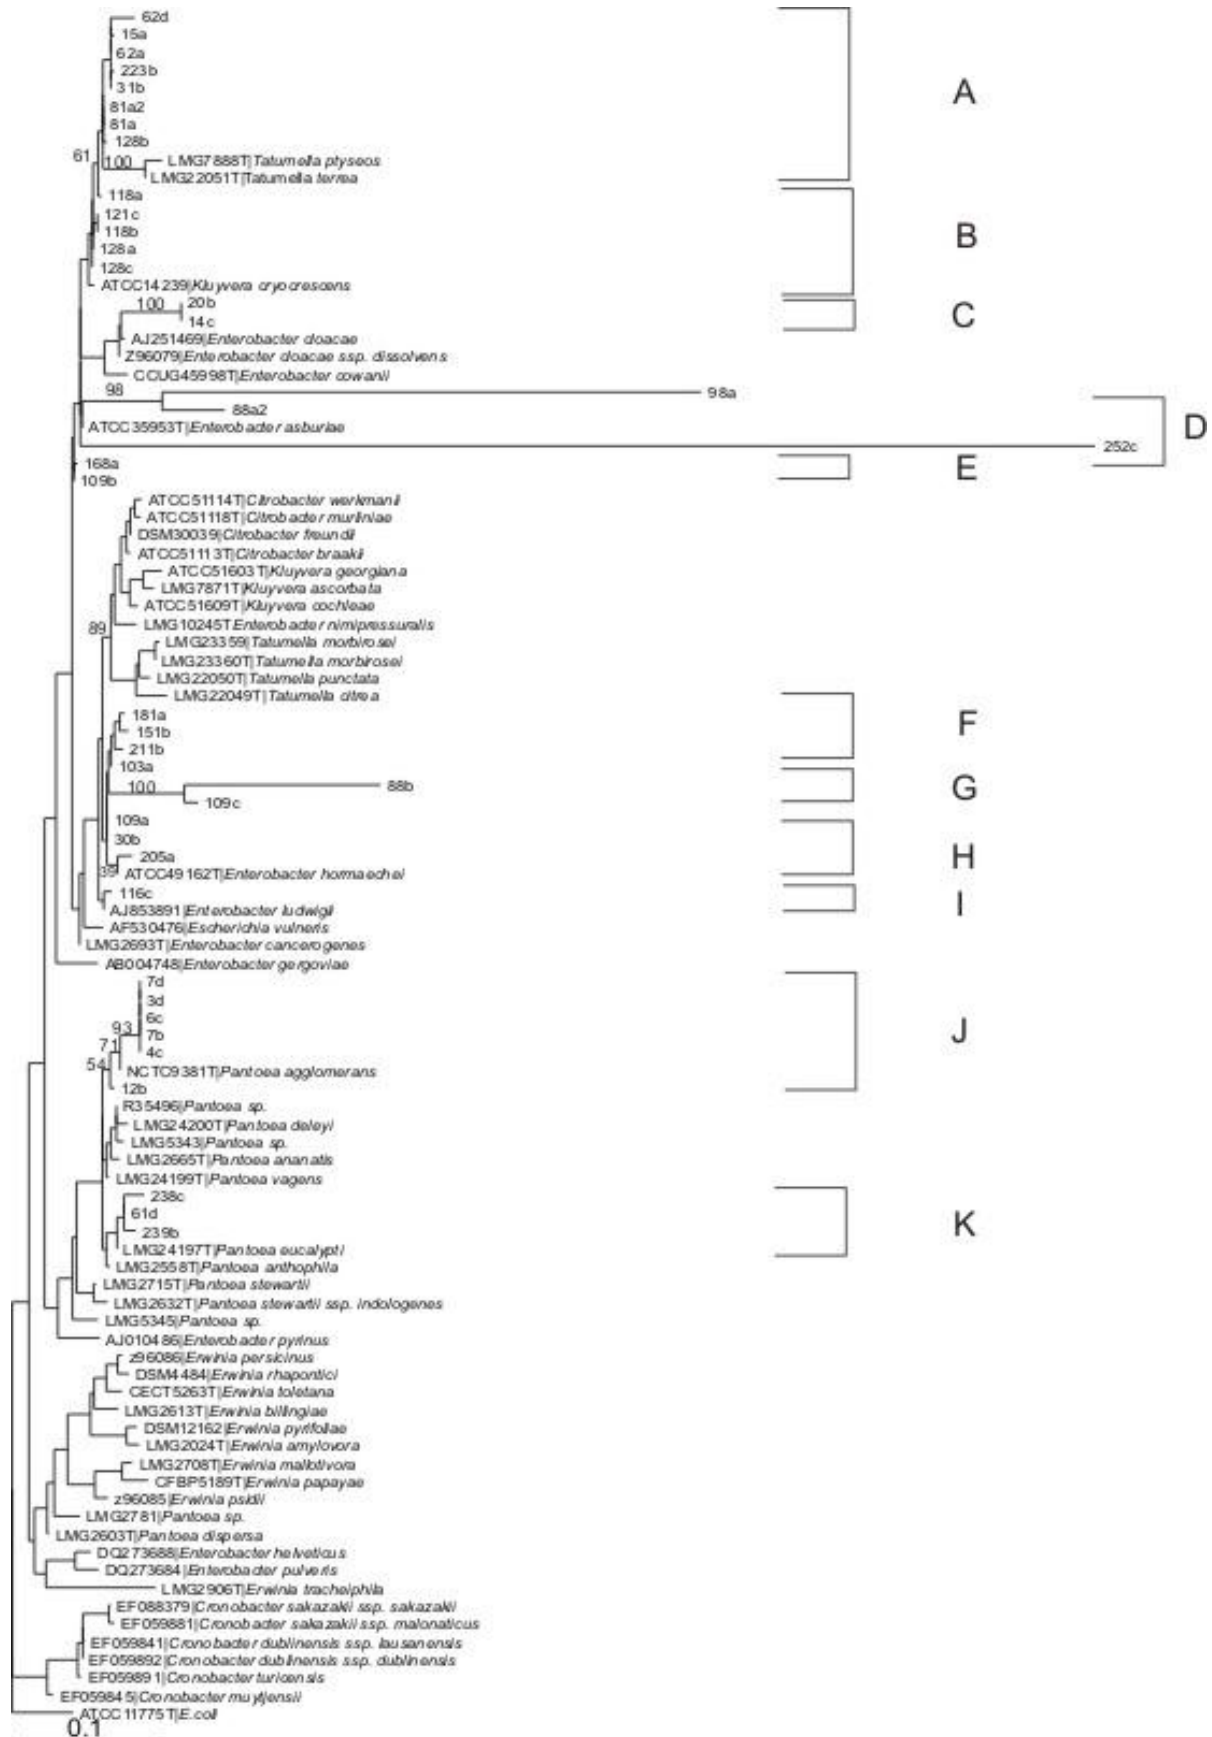 62d
15a
62a
223b
31b
A
81a2
81a
128b
61
100
LMG7888T|Tatumella ptyseos
LMG22051T|Tatumella terrea
118a
121c
118b
B
128a
128c
ATCC14239|Kluyvera cryocrescens
100
20b
14c
C
AJ251469|Enterobacter cloacae
Z96079|Enterobacter cloacae ssp. dissolvens
CCUG45998T|Enterobacter cowanii
98
98a
88a2
ATCC35953T|Enterobacter asburiae
D
252c
168a
E
109b
ATCC51114T|Citrobacter werkmanii
ATCC51118T|Citrobacter murliniae
DSM30039|Citrobacter freundii
ATCC51113T|Citrobacter braakii
ATCC51603T|Kluyvera georgiana
LMG7871T|Kluyvera ascorbata
ATCC51609T|Kluyvera cochleae
LMG10245TEnterobacter nimipressuralis
89
LMG23359|Tatumella morbirosei
LMG23360T|Tatumella morbirosei
LMG22050T|Tatumella punctata
LMG22049T|Tatumella citrea
181a
F
151b
211b
103a
100
88b
G
109c
109a
30b
205a
H
39
ATCC49162T|Enterobacter hormaechei
116c
I
AJ853891|Enterobacter ludwigii
AF530476|Escherichia vulneris
LMG2693T|Enterobacter cancerogenes
AB004748|Enterobacter gergoviae
7d
3d
6c
93
7b
J
71
4c
54
NCTC9381T|Pantoea agglomerans
12b
R35496|Pantoea sp.
LMG24200T|Pantoea deleyi
LMG5343|Pantoea sp.
LMG2665T|Pantoea ananatis
LMG24199T|Pantoea vagens
238c
61d
K
239b
LMG24197T|Pantoea eucalypti
LMG2558T|Pantoea anthophila
LMG2715T|Pantoea stewartii
LMG2632T|Pantoea stewartii ssp. indologenes
LMG5345|Pantoea sp.
AJ010486|Enterobacter pyrinus
z96086|Erwinia persicinus
DSM4484|Erwinia rhapontici
CECT5263T|Erwinia toletana
LMG2613T|Erwinia billingiae
DSM12162|Erwinia pyrifoliae
LMG2024T|Erwinia amylovora
LMG2708T|Erwinia mallotivora
CFBP5189T|Erwinia papayae
z96085|Erwinia psidii
LMG2781|Pantoea sp.
LMG2603T|Pantoea dispersa
DQ273688|Enterobacter helveticus
DQ273684|Enterobacter pulveris
LMG2906T|Erwinia tracheiphila
EF088379|Cronobacter sakazakii ssp. sakazakii
EF059881|Cronobacter sakazakii ssp. malonaticus
EF059841|Cronobacter dublinensis ssp. lausanensis
EF059892|Cronobacter dublinensis ssp. dublinensis
EF059891|Cronobacter turicensis
EF059845|Cronobacter muytjensii
ATCC11775T|E.coli
0.1